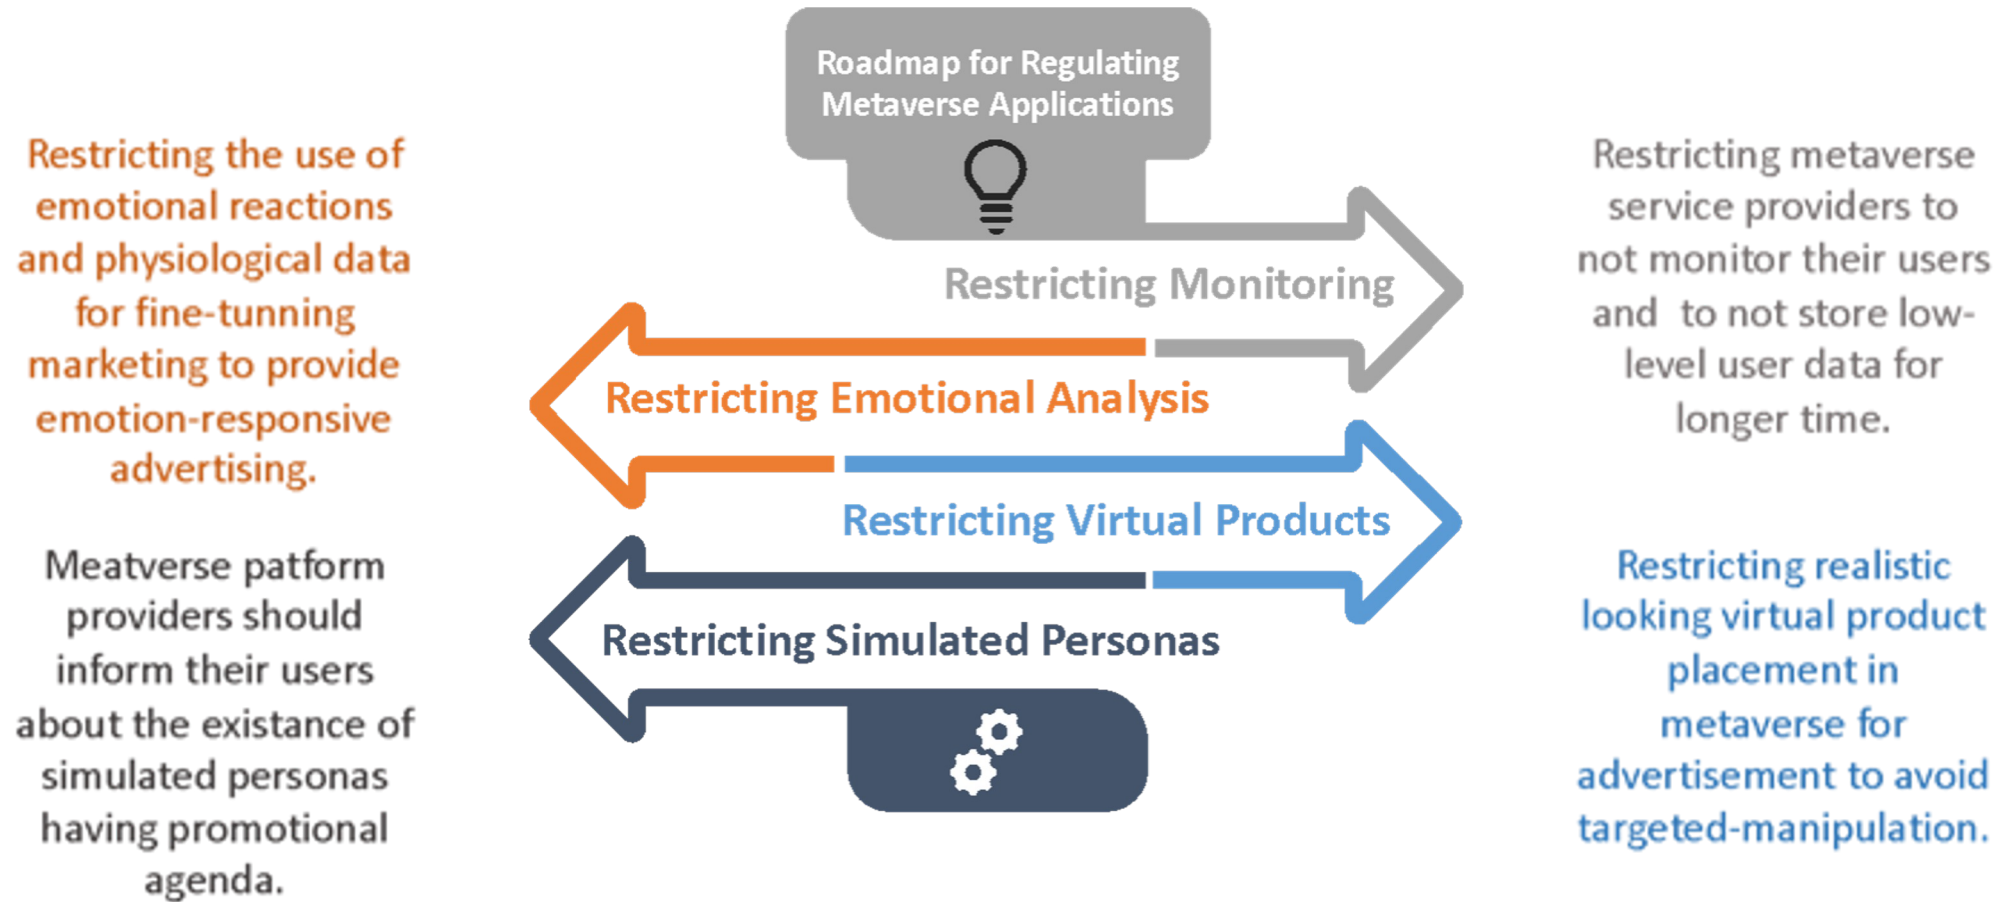 Roadmap for Regulating
Metaverse Applications
Restricting the use of
emotional reactions
and physiological data
for fine-tunning
marketing to provide
emotion-responsive
advertising.
Restricting metaverse
service providers to
not monitor their users
and to not store low-
level user data for
longer time.
Restricting Monitoring
Restricting Emotional Analysis
Restricting Virtual Products
Restricting Simulated Personas
Meatverse patform
providers should
inform their users
about the existance of
simulated personas
having promotional
agenda.
Restricting realistic
looking virtual product
placement in
metaverse for
advertisement to avoid
targeted-manipulation.